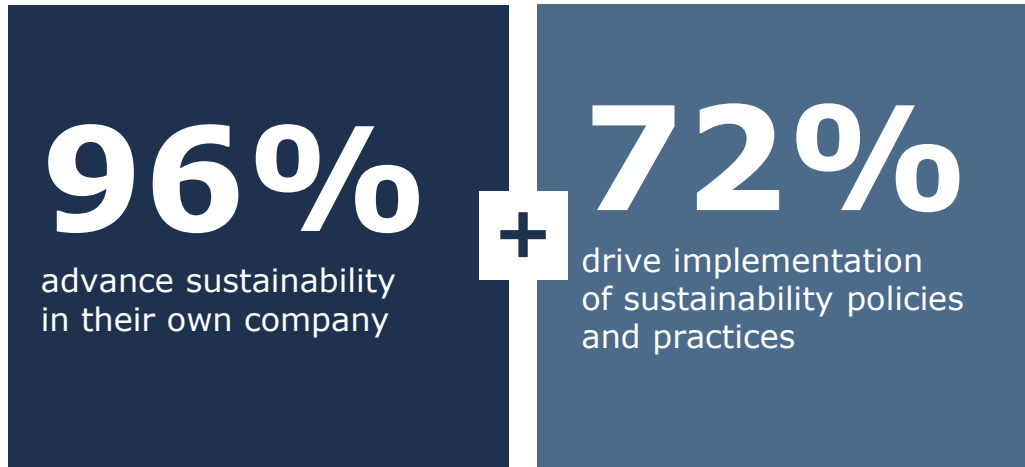 96%
advance sustainability
in their own company
+
72%
drive implementation
of sustainability policies
and practices